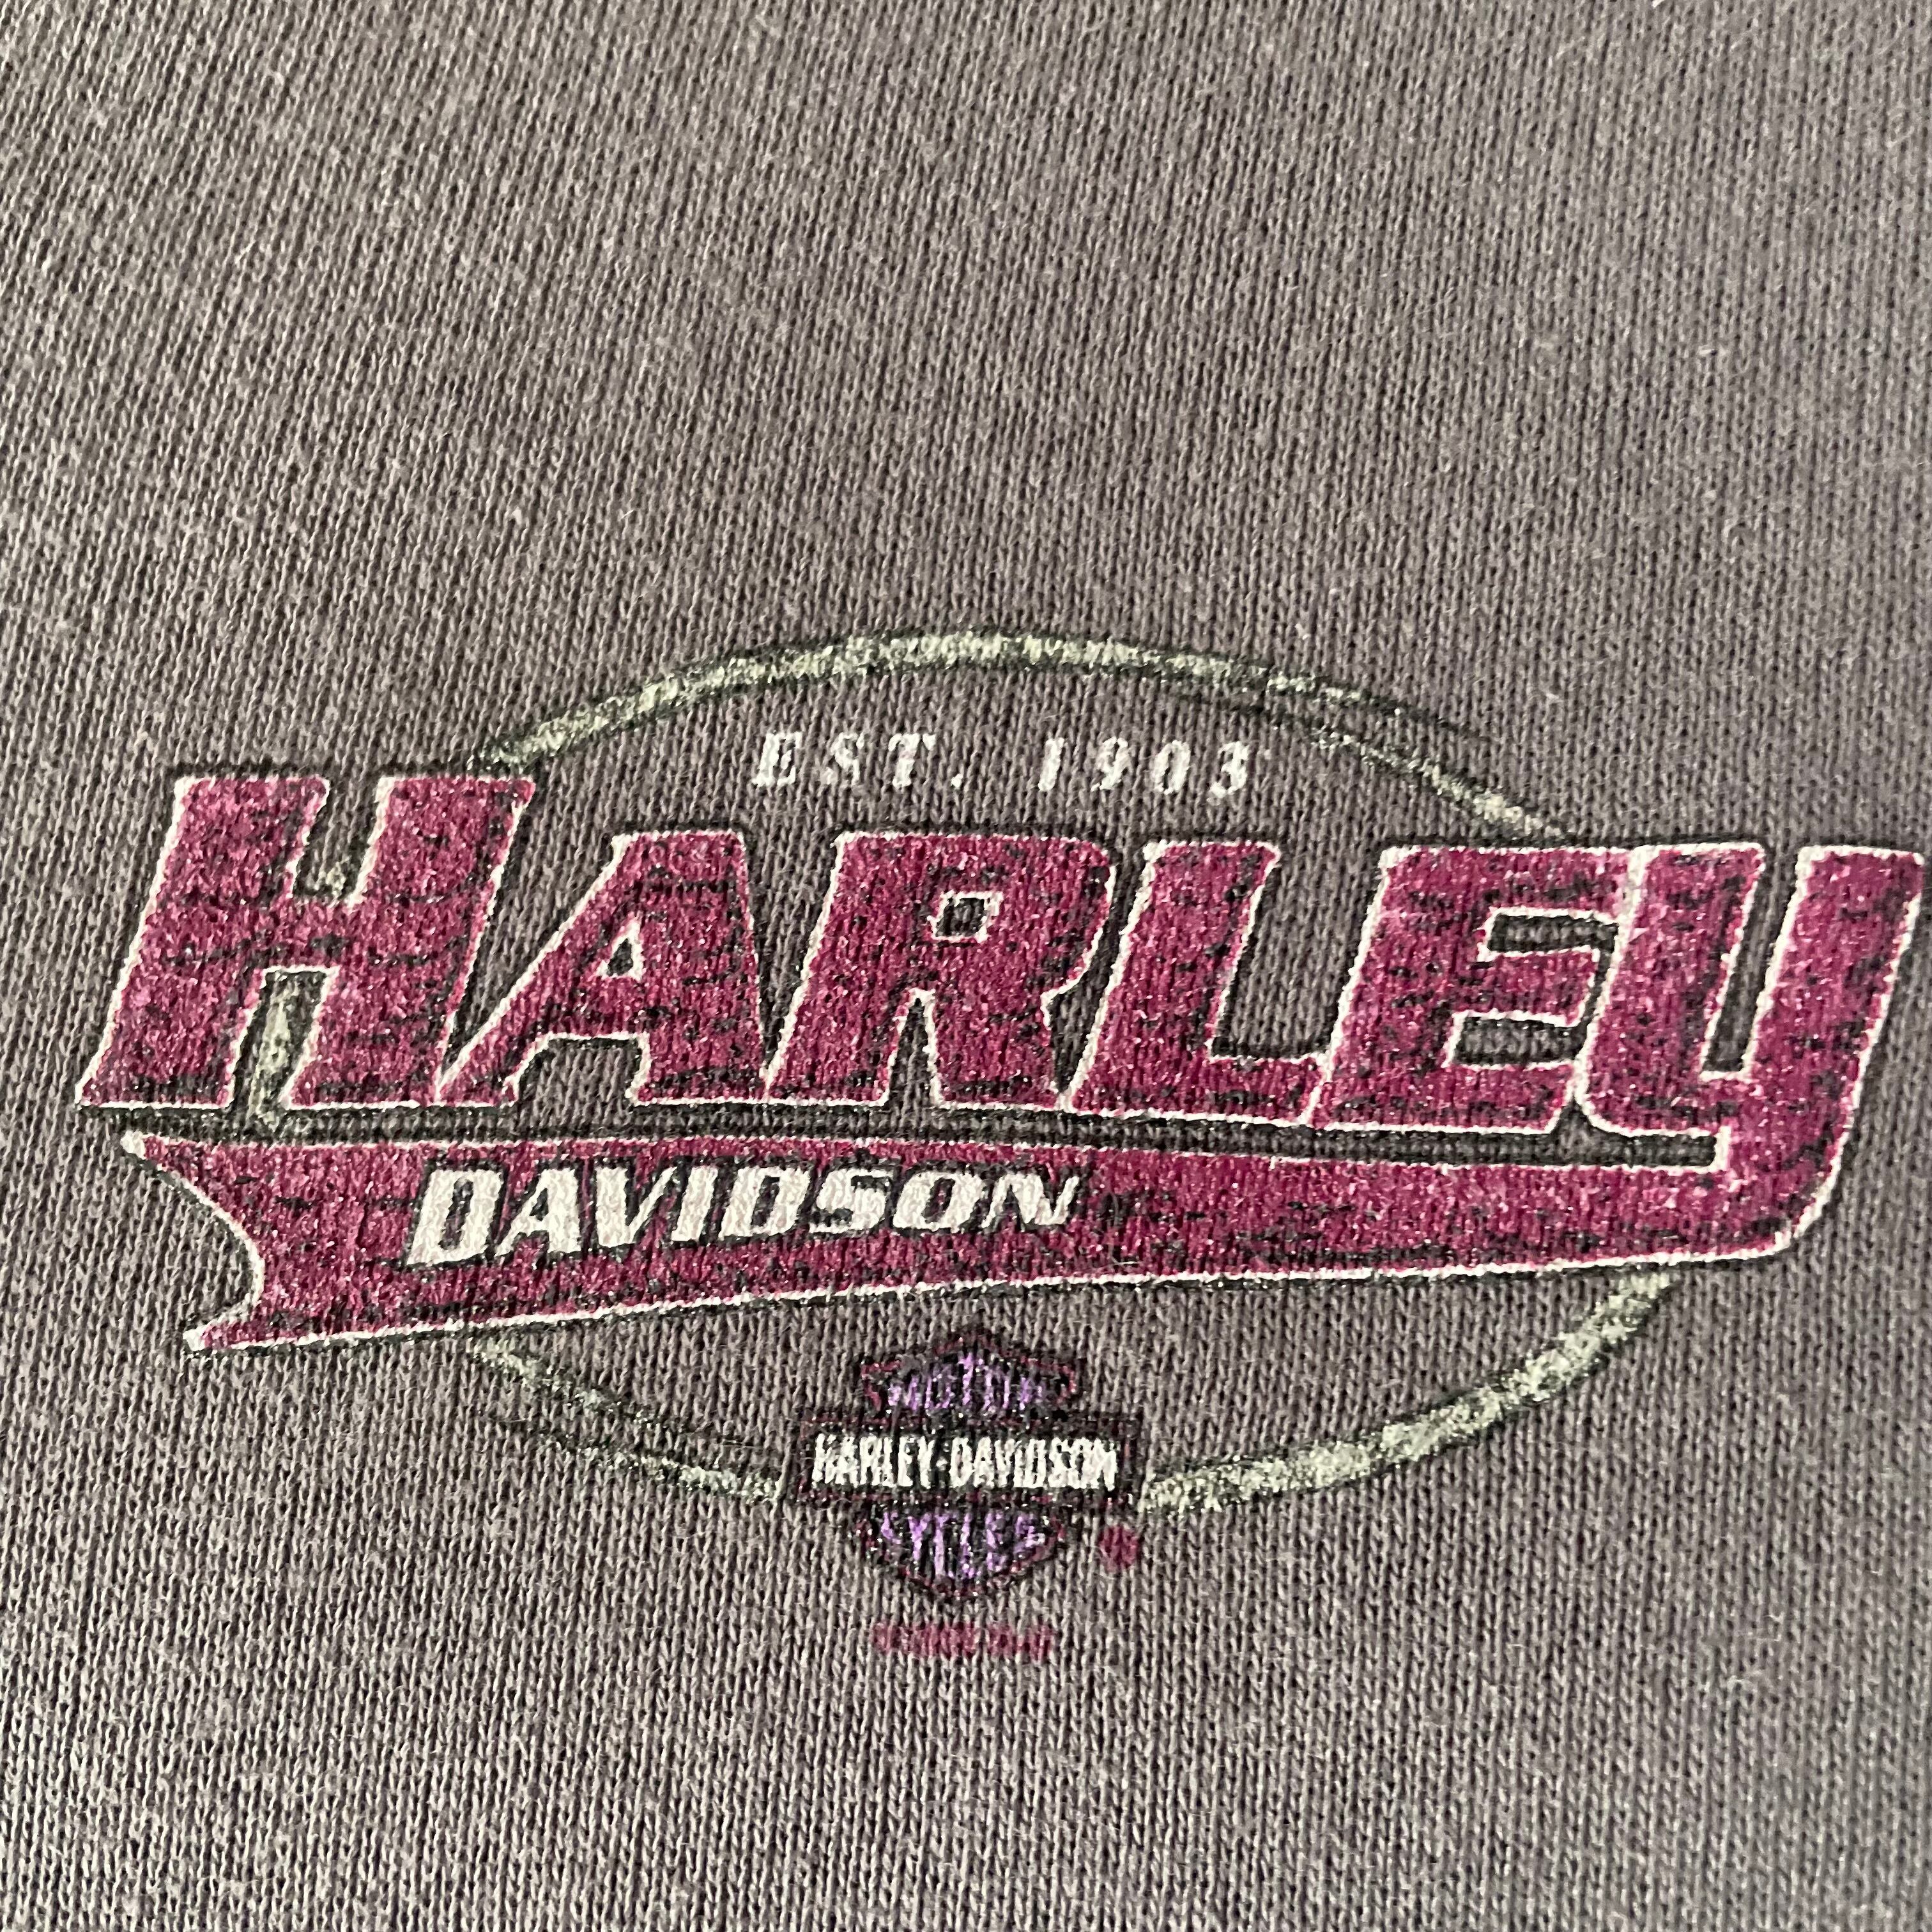 EST. 1903
HARLEY
DAVIDSON
MOTOR
HARLEY-DAVIDSON
CYCLES